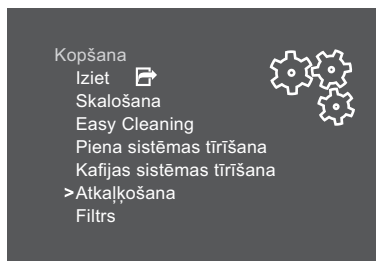 Kopšana
Iziet
Skalošana
Easy Cleaning
Piena sistēmas tīrīšana
Kafijas sistēmas tīrīšana
>Atkaļķošana
Filtrs